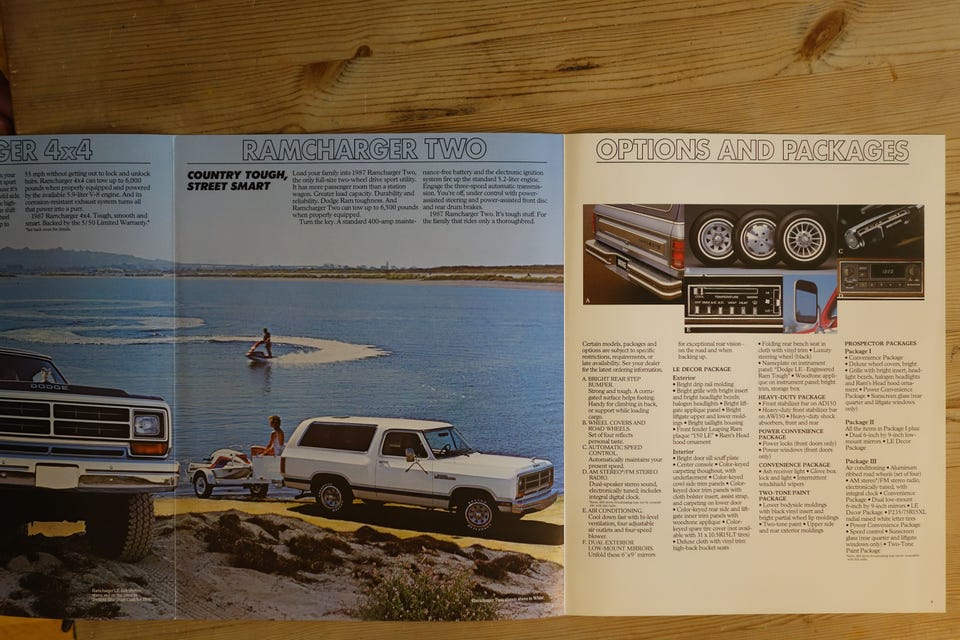 GER 4x4
55 mph without getting out to lock and unlock
hubs. Ramcharger 4x4 can tow up to 6,000
pounds when properly equipped and powered
by the available 5.9-liter V-8 engine. And its
corrosion-resistant exhaust system turns all
that power into a purr.
1987 Ramcharger 4x4. Tough, smooth and
smart. Backed by the 5/50 Limited Warranty.*
*See back cover for details.
DODGE
RAMCHARGER TWO
COUNTRY TOUGH,
STREET SMART
Load your family into 1987 Ramcharger Two,
the only full-size two-wheel drive sport utility.
It has more passenger room than a station
wagon. Greater load capacity. Durability and
reliability. Dodge Ram toughness. And
Ramcharger Two can tow up to 6,500 pounds
when properly equipped.
Turn the key. A standard 400-amp mainte-
nance-free battery and the electronic ignition
system fire up the standard 5.2-liter engine.
Engage the three-speed automatic transmis-
sion. You're off, under control with power-
assisted steering and power-assisted front disc
and rear drum brakes.
1987 Ramcharger Two. It's tough stuff. For
the family that rides only a thoroughbred.
Ramcharger Two shown above in White.
OPTIONS AND PACKAGES
A
C
E
TEMPERATURE
Certain models, packages and
options are subject to specific
restrictions, requirements, or
late availability. See your dealer
for the latest ordering information.
A. BRIGHT REAR STEP
BUMPER.
Strong and tough. A corru-
gated surface helps footing.
Handy for climbing in back,
or support while loading
cargo.
B. WHEEL COVERS AND
ROAD WHEELS.
Set of four reflects
personal taste.
C. AUTOMATIC SPEED
CONTROL.
Automatically maintains your
present speed.
D. AM STEREO*/FM STEREO
RADIO.
Dual-speaker stereo sound,
electronically tuned; includes
integral digital clock.
E. AIR CONDITIONING.
Cool down fast with bi-level
ventilation, four adjustable
air outlets and four-speed
blower.
F. DUAL EXTERIOR
LOW-MOUNT MIRRORS.
Unfold these 6"x9" mirrors
for exceptional rear vision–
on the road and when
backing up.
LE DECOR PACKAGE
Exterior
• Bright drip rail molding
• Bright grille with bright insert
and bright headlight bezels;
halogen headlights • Bright lift-
gate applique panel • Bright
liftgate upper and lower mold-
ings • Bright taillight housing
• Front fender Leaping Ram
plaque "150 LE" • Ram's Head
hood ornament
Interior
• Bright door sill scuff plate
• Center console • Color-keyed
carpeting throughout, with
underlayment • Color-keyed
cowl side trim panels • Color-
keyed door trim panels with
cloth bolster insert, assist strap,
and carpeting on lower door
• Color-keyed rear side and lift-
gate inner trim panels with
woodtone applique • Color-
keyed spare tire cover (not avail-
able with 31 x 10.5R15LT tires)
• Deluxe cloth with vinyl trim
high-back bucket seats
• Folding rear bench seat in
cloth with vinyl trim • Luxury
steering wheel (black)
• Nameplate on instrument
panel: "Dodge LE –Engineered
Ram Tough" • Woodtone appli-
que on instrument panel; bright
trim, storage box
HEAVY-DUTY PACKAGE
• Front stabilizer bar on AD150
• Heavy-duty front stabilizer bar
on AW150 • Heavy-duty shock
absorbers, front and rear
POWER CONVENIENCE
PACKAGE
• Power locks (front doors only)
• Power windows (front doors
only)
CONVENIENCE PACKAGE
• Ash receiver light • Glove box
lock and light • Intermittent
windshield wipers
TWO-TONE PAINT
PACKAGE
• Lower bodyside moldings
with black vinyl insert and
bright partial wheel lip moldings
• Two-tone paint • Upper side
and rear exterior moldings
PROSPECTOR PACKAGES
Package I
• Convenience Package
• Deluxe wheel covers, bright
• Grille with bright insert, head-
light bezels, halogen headlights
and Ram's Head hood orna-
ment • Power Convenience
Package • Sunscreen glass (rear
quarter and liftgate windows
only)
Package II
All the items in Package I plus:
• Dual 6-inch by 9-inch low-
mount mirrors • LE Decor
Package
Package III
Air conditioning • Aluminum
ribbed road wheels (set of four)
• AM stereo*/FM stereo radio,
electronically tuned, with
integral clock • Convenience
Package • Dual low-mount
6-inch by 9-inch mirrors • LE
Decor Package • P235/75R15XL
radial raised white letter tires
• Power Convenience Package
• Speed control • Sunscreen
glass (rear quarter and liftgate
windows only) • Two-Tone
Paint Package